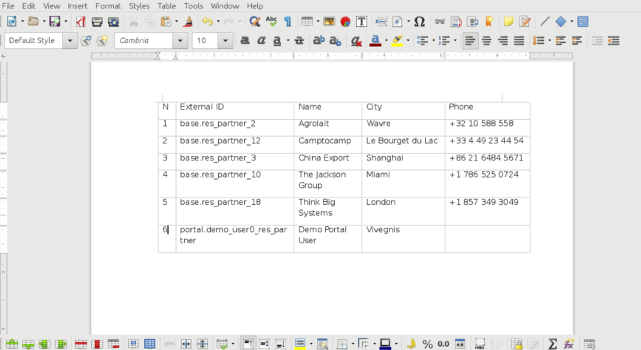 File Edit View Insert Format Styles Table Tools Window Help
Default Style Cambria 10
N External ID Name City Phone
1 base.res_partner_2 Agrolait Wavre +32 10 588 558
2 base.res_partner_12 Camptocamp Le Bourget du Lac +33 4 49 23 44 54
3 base.res_partner_3 China Export Shanghai +86 21 6484 5671
4 base.res_partner_10 The Jackson Miami +1 786 525 0724
Group
5 base.res_partner_18 Think Big London +1 857 349 3049
Systems
6 portal.demo_user0_res_par Demo Portal Vivegnis
tner User
% 0.0